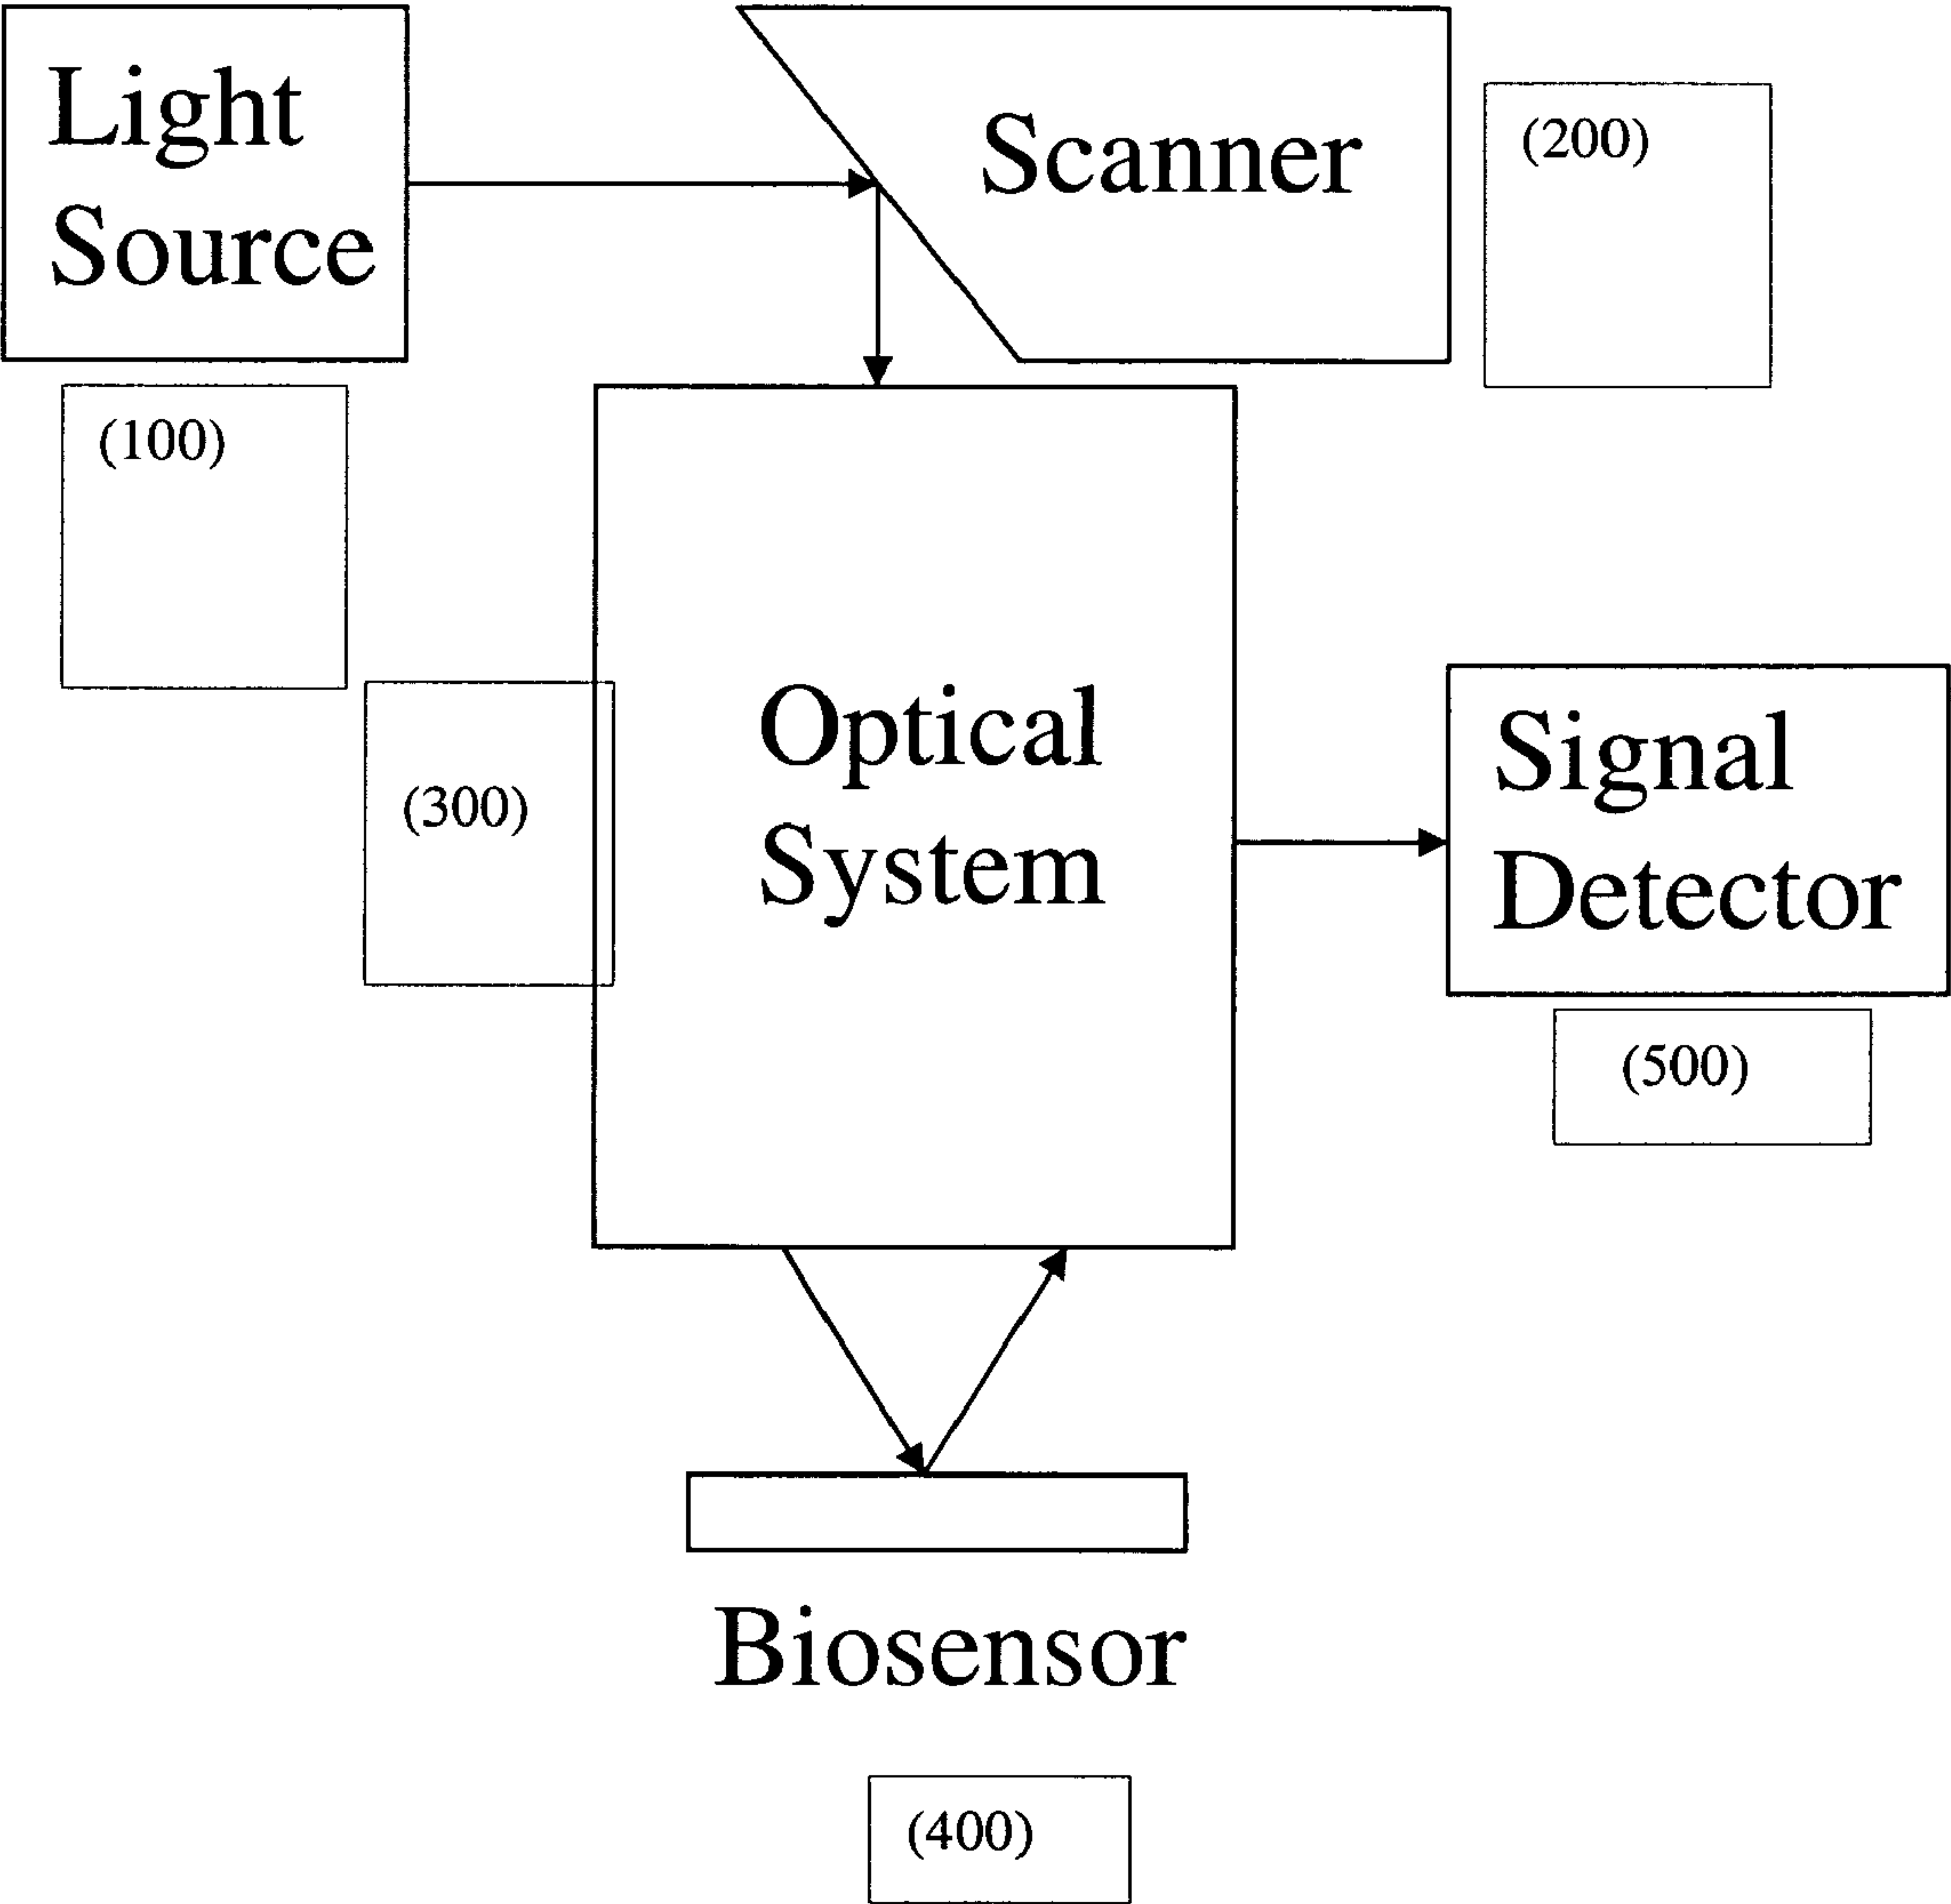 Light
Source
Scanner
(200)
(100)
Optical
System
(300)
Signal
Detector
(500)
Biosensor
(400)